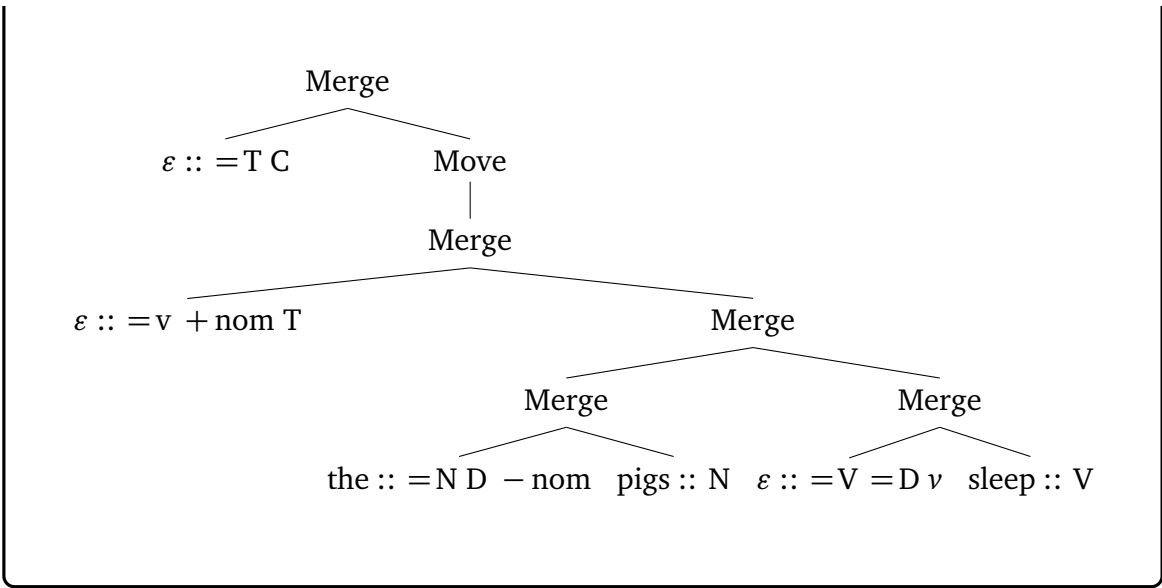 Merge
ε :: =T C Move
Merge
ε :: =v +nom T Merge
Merge Merge
the :: =N D −nom pigs :: N ε :: =V =D v sleep :: V